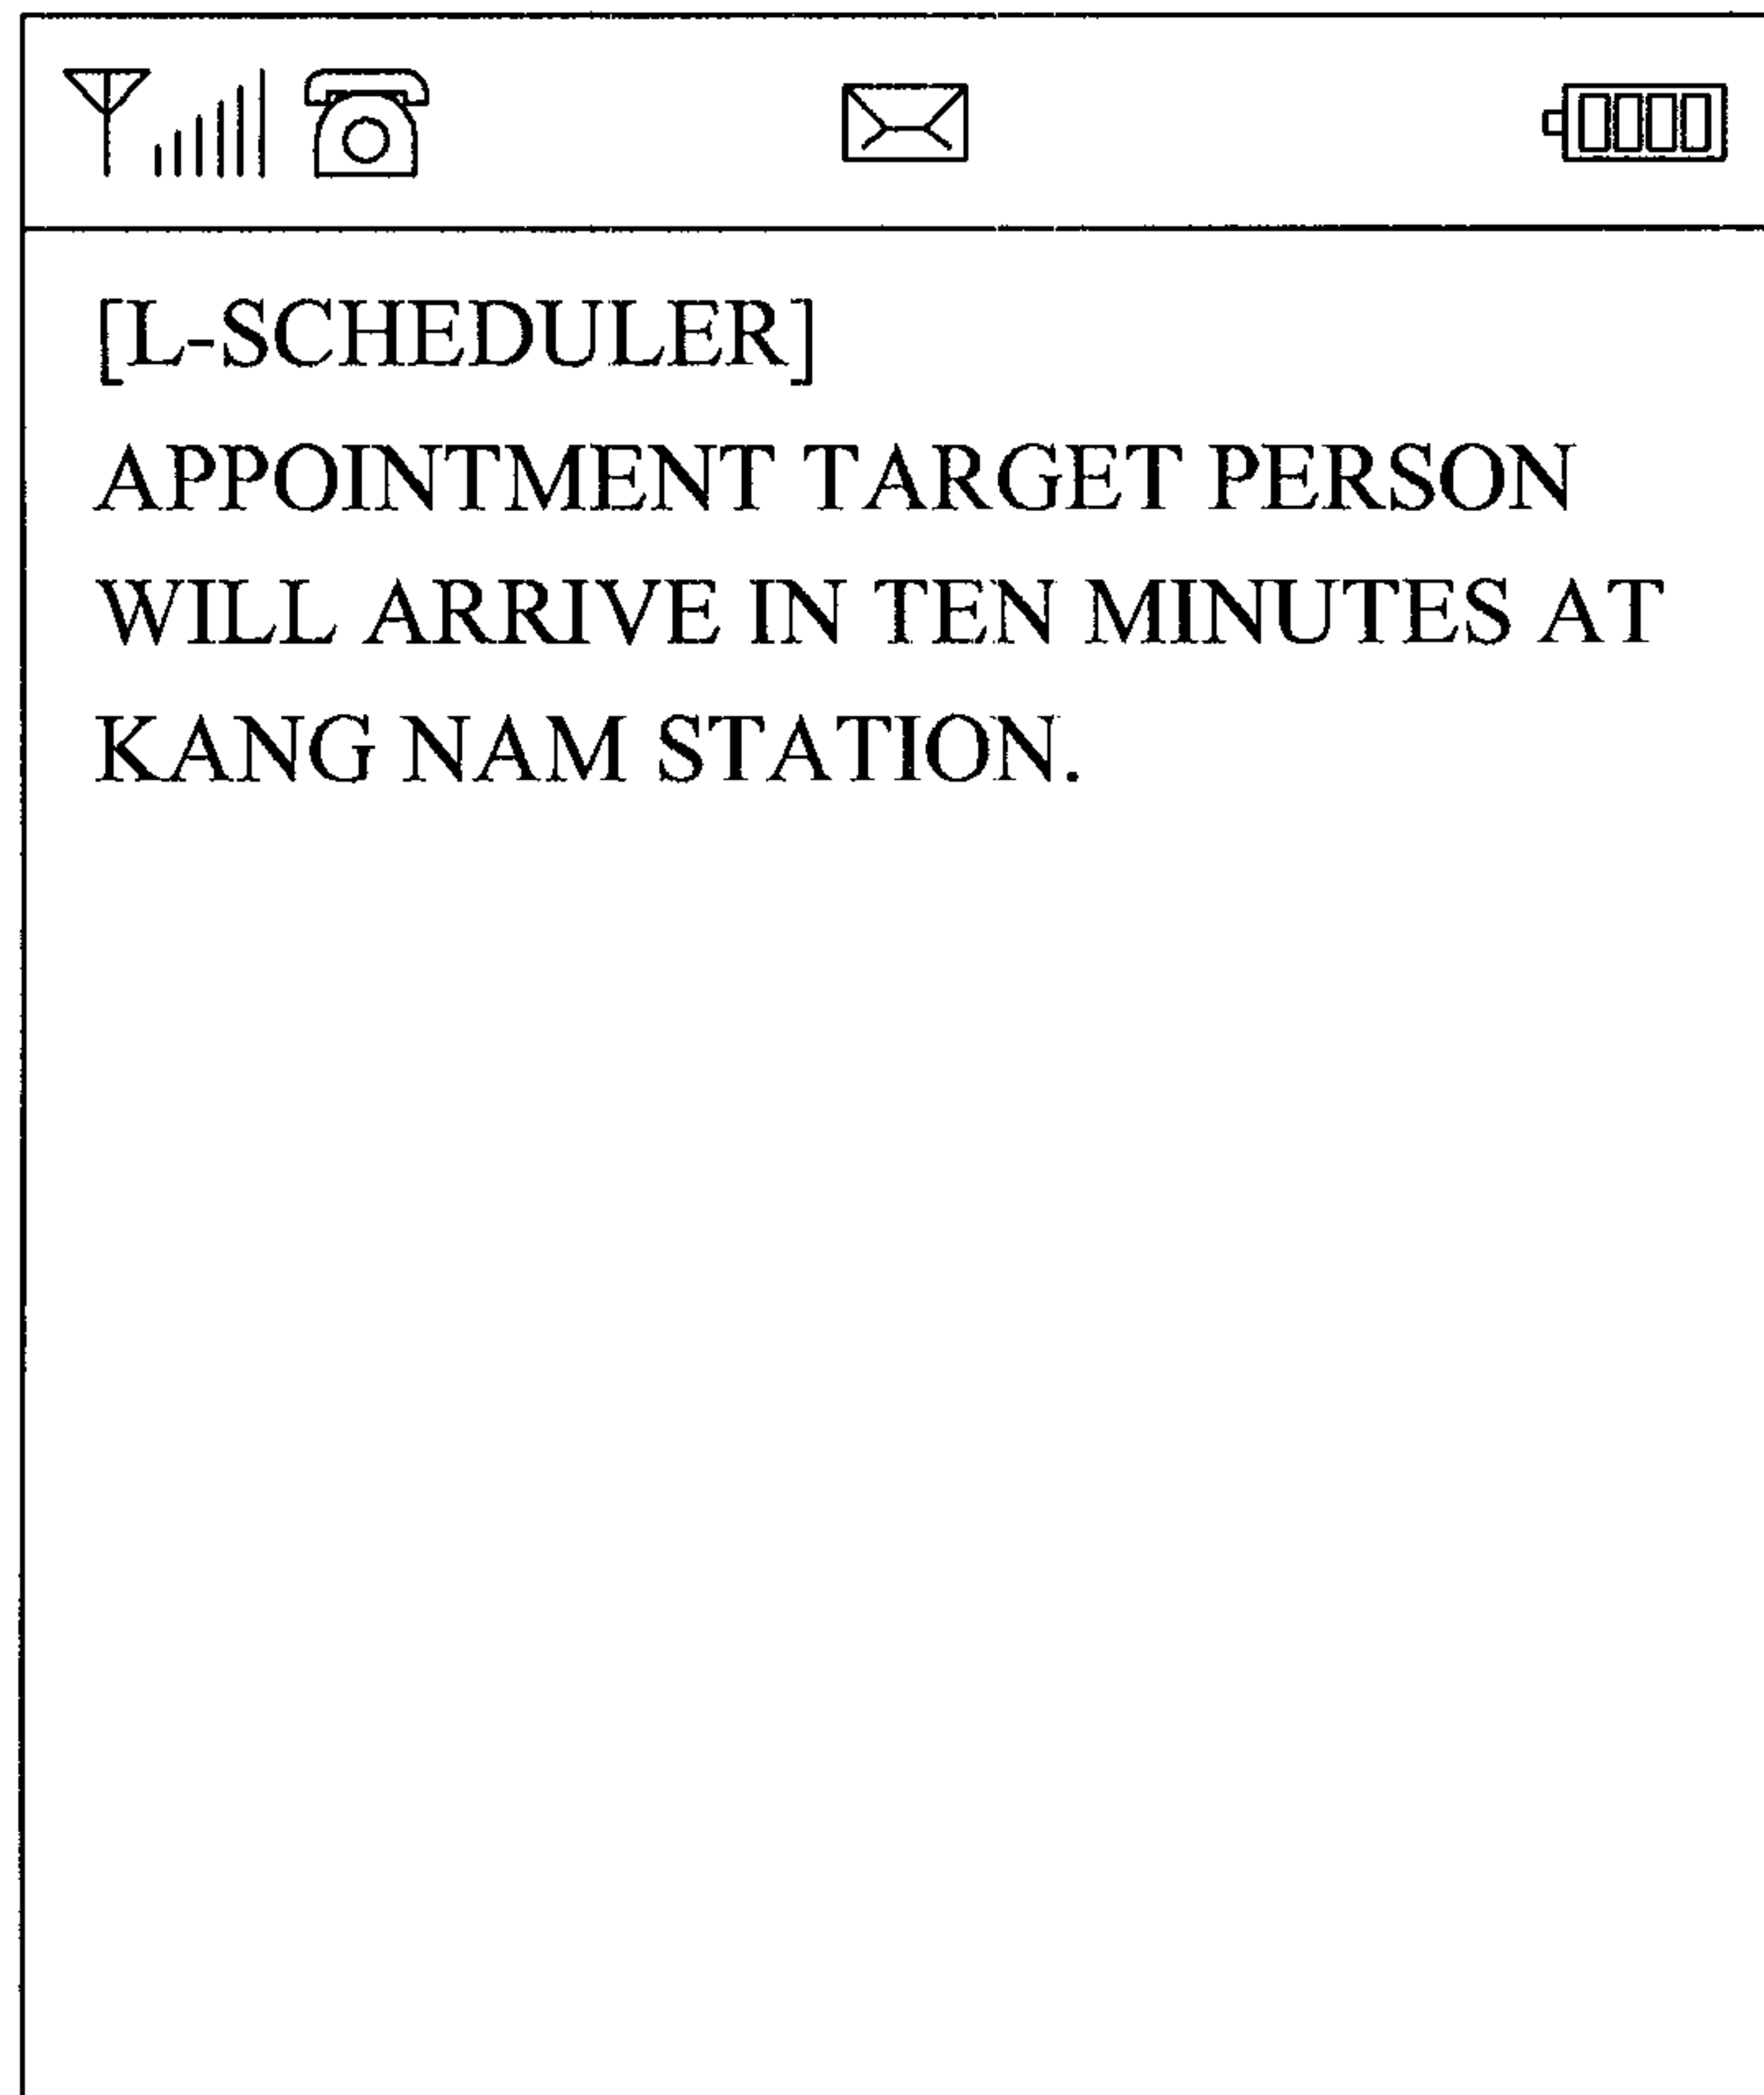 [L-SCHEDULER]
APPOINTMENT TARGET PERSON
WILL ARRIVE IN TEN MINUTES AT
KANG NAM STATION.